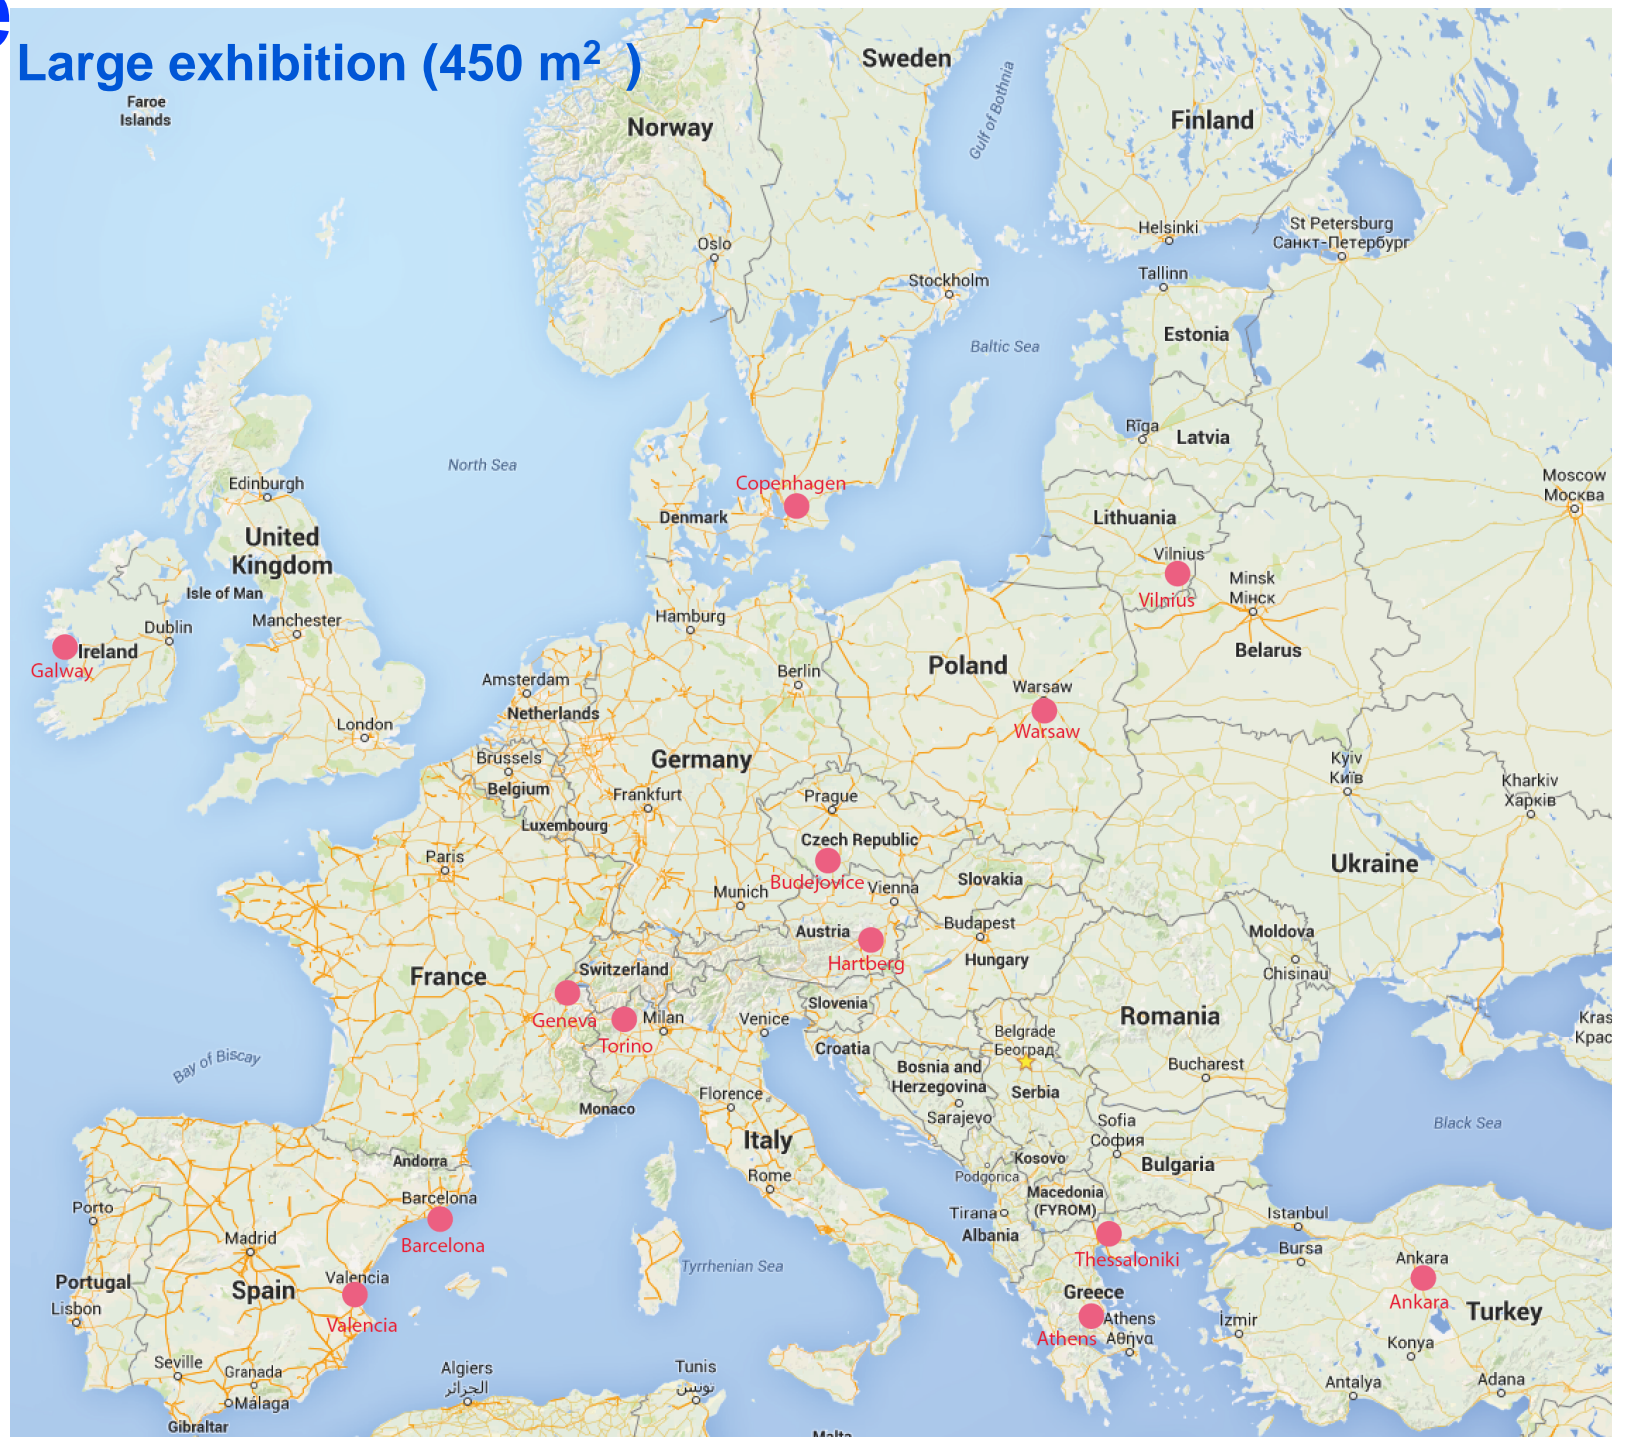 e
Large exhibition (450 m² )
Sweden
Faroe
Islands
Gulf of Bothnia
Norway
Finland
Helsinki
St Petersburg
Санкт-Петербург
Oslo
Tallinn
Stockholm
Estonia
Baltic Sea
Rīga
Latvia
North Sea
Moscow
Москва
Edinburgh
Copenhagen
Denmark
Lithuania
United
Kingdom
Vilnius
Minsk
Мінск
Isle of Man
Vilnius
Manchester
Hamburg
Dublin
Ireland
Belarus
Galway
Poland
Berlin
Amsterdam
Warsaw
Netherlands
London
Warsaw
Brussels
Germany
Kyiv
Київ
Belgium
Frankfurt
Prague
Kharkiv
Харків
Luxembourg
Czech Republic
Paris
Ukraine
Budejovice
Slovakia
Munich
Vienna
Budapest
Austria
Moldova
Hartberg
Hungary
Switzerland
France
Chisinau
Slovenia
Geneva
Milan
Venice
Romania
Kras
Крас
Torino
Belgrade
Београд
Croatia
Bay of Biscay
Bosnia and
Herzegovina
Bucharest
Florence
Serbia
Monaco
Sarajevo
Sofia
София
Black Sea
Italy
Andorra
Kosovo
Bulgaria
Rome
Podgorica
Barcelona
Macedonia
(FYROM)
Porto
Tirana
Istanbul
Albania
Madrid
Barcelona
Bursa
Thessaloniki
Ankara
Tyrrhenian Sea
Valencia
Portugal
Spain
Greece
Ankara
Lisbon
Turkey
Athens
Αθήνα
İzmir
Valencia
Athens
Konya
Seville
Granada
Algiers
الجزائر
Tunis
تونس
Antalya
Adana
Málaga
Gibraltar
Malta